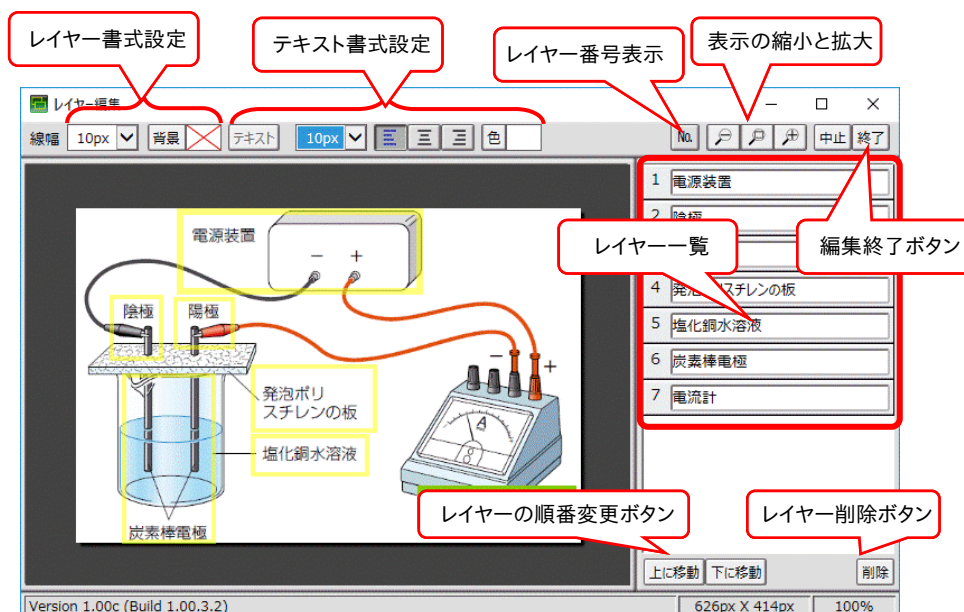 レイヤー書式設定
テキスト書式設定
レイヤー番号表示
表示の縮小と拡大
レイヤー編集
線幅 10px 背景 テキスト 10px 色 No. 中止 終了
1 電源装置
2 陰極
レイヤー一覧
編集終了ボタン
4 発泡ポリスチレンの板
5 塩化銅水溶液
6 炭素棒電極
7 電流計
電源装置
− +
陰極 陽極
− +
発泡ポリ
スチレンの板
A
塩化銅水溶液
炭素棒電極
レイヤーの順番変更ボタン
レイヤー削除ボタン
上に移動 下に移動 削除
Version 1.00c (Build 1.00.3.2) 626px X 414px 100%